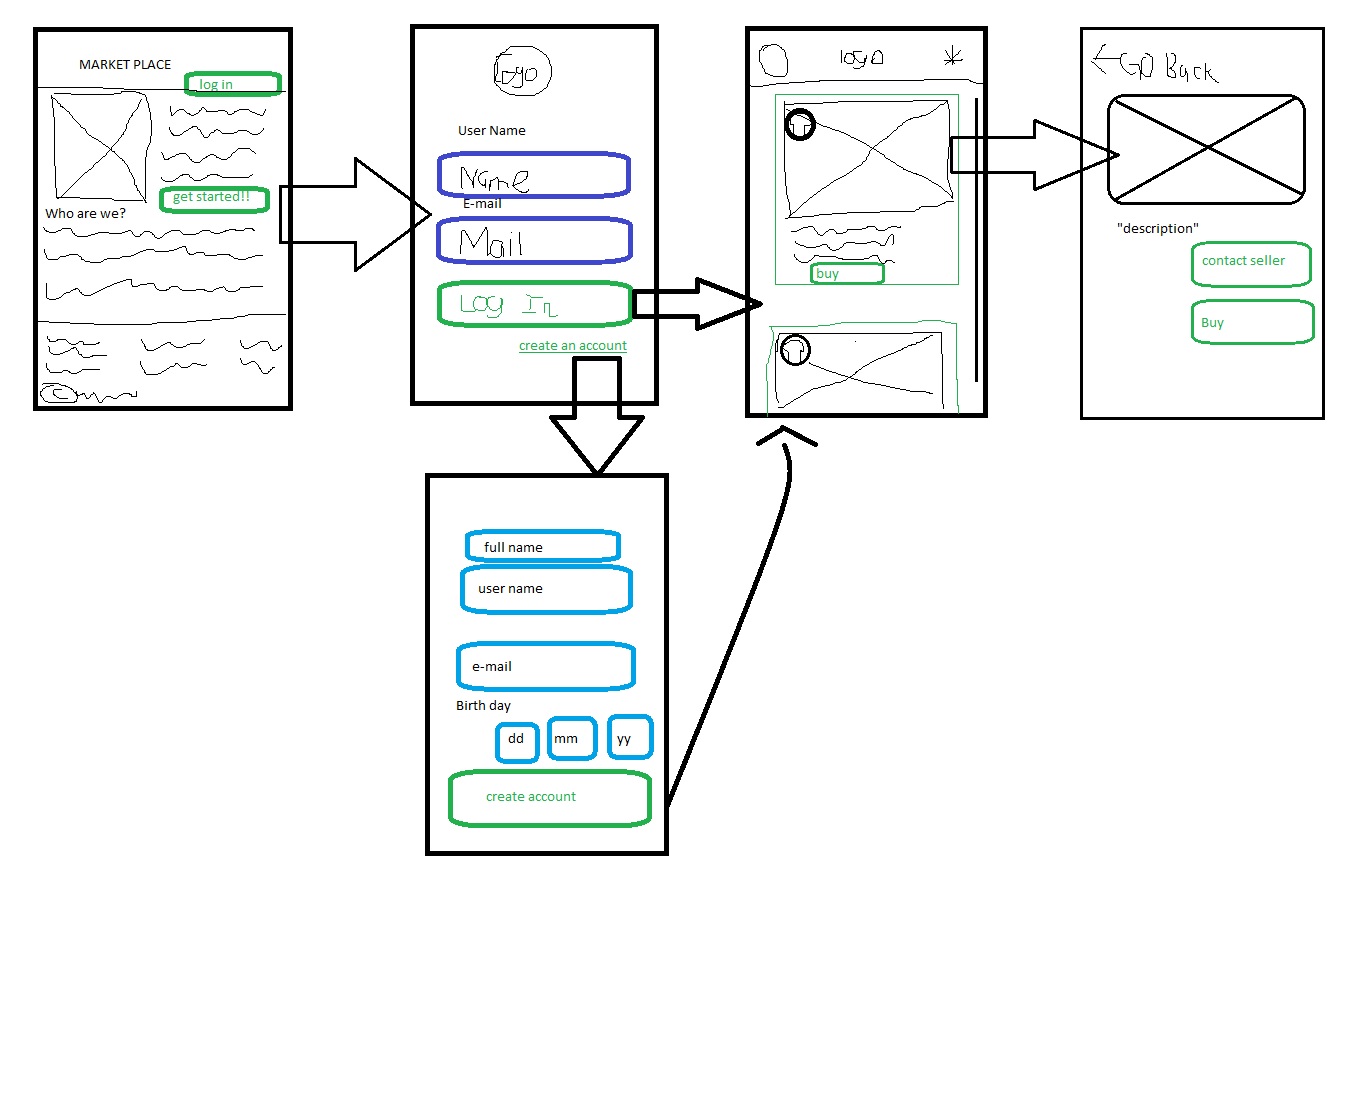 MARKET PLACE
log in
get started!!
Who are we?
©
Logo
User Name
Name
E-mail
Mail
Log In
create an account
logo
buy
GO Back
"description"
contact seller
Buy
full name
user name
e-mail
Birth day
dd mm yy
create account